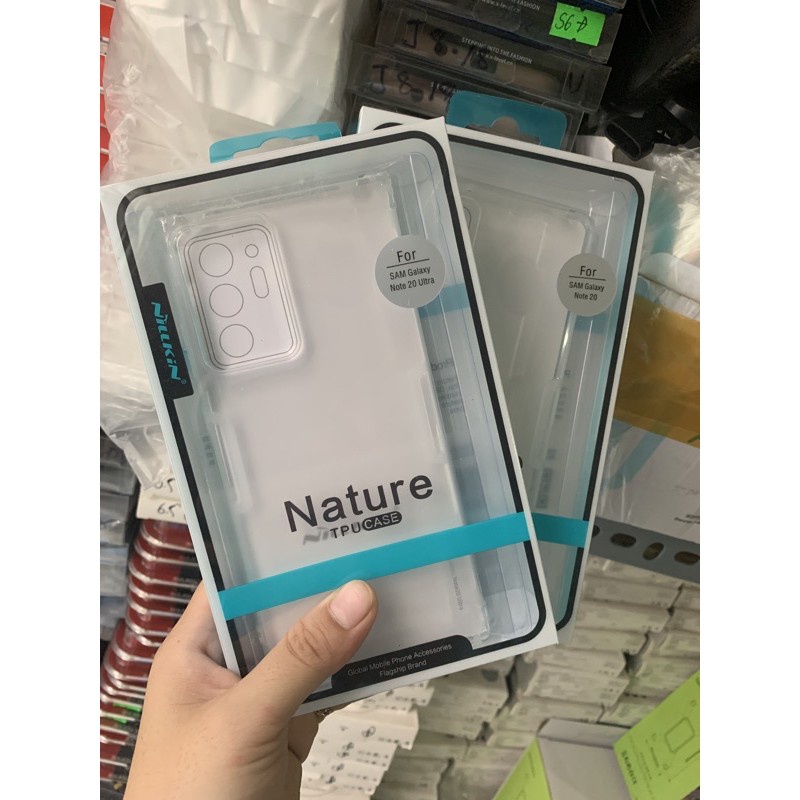 S6-A
STEPPING INTO THE FASHION
For
SAM Galaxy
Note 20 Ultra
For
SAM Galaxy
Note 20
NiLLKiN®
Nature
TPU CASE
Global Mobile Phone Accessories
Flagship Brand